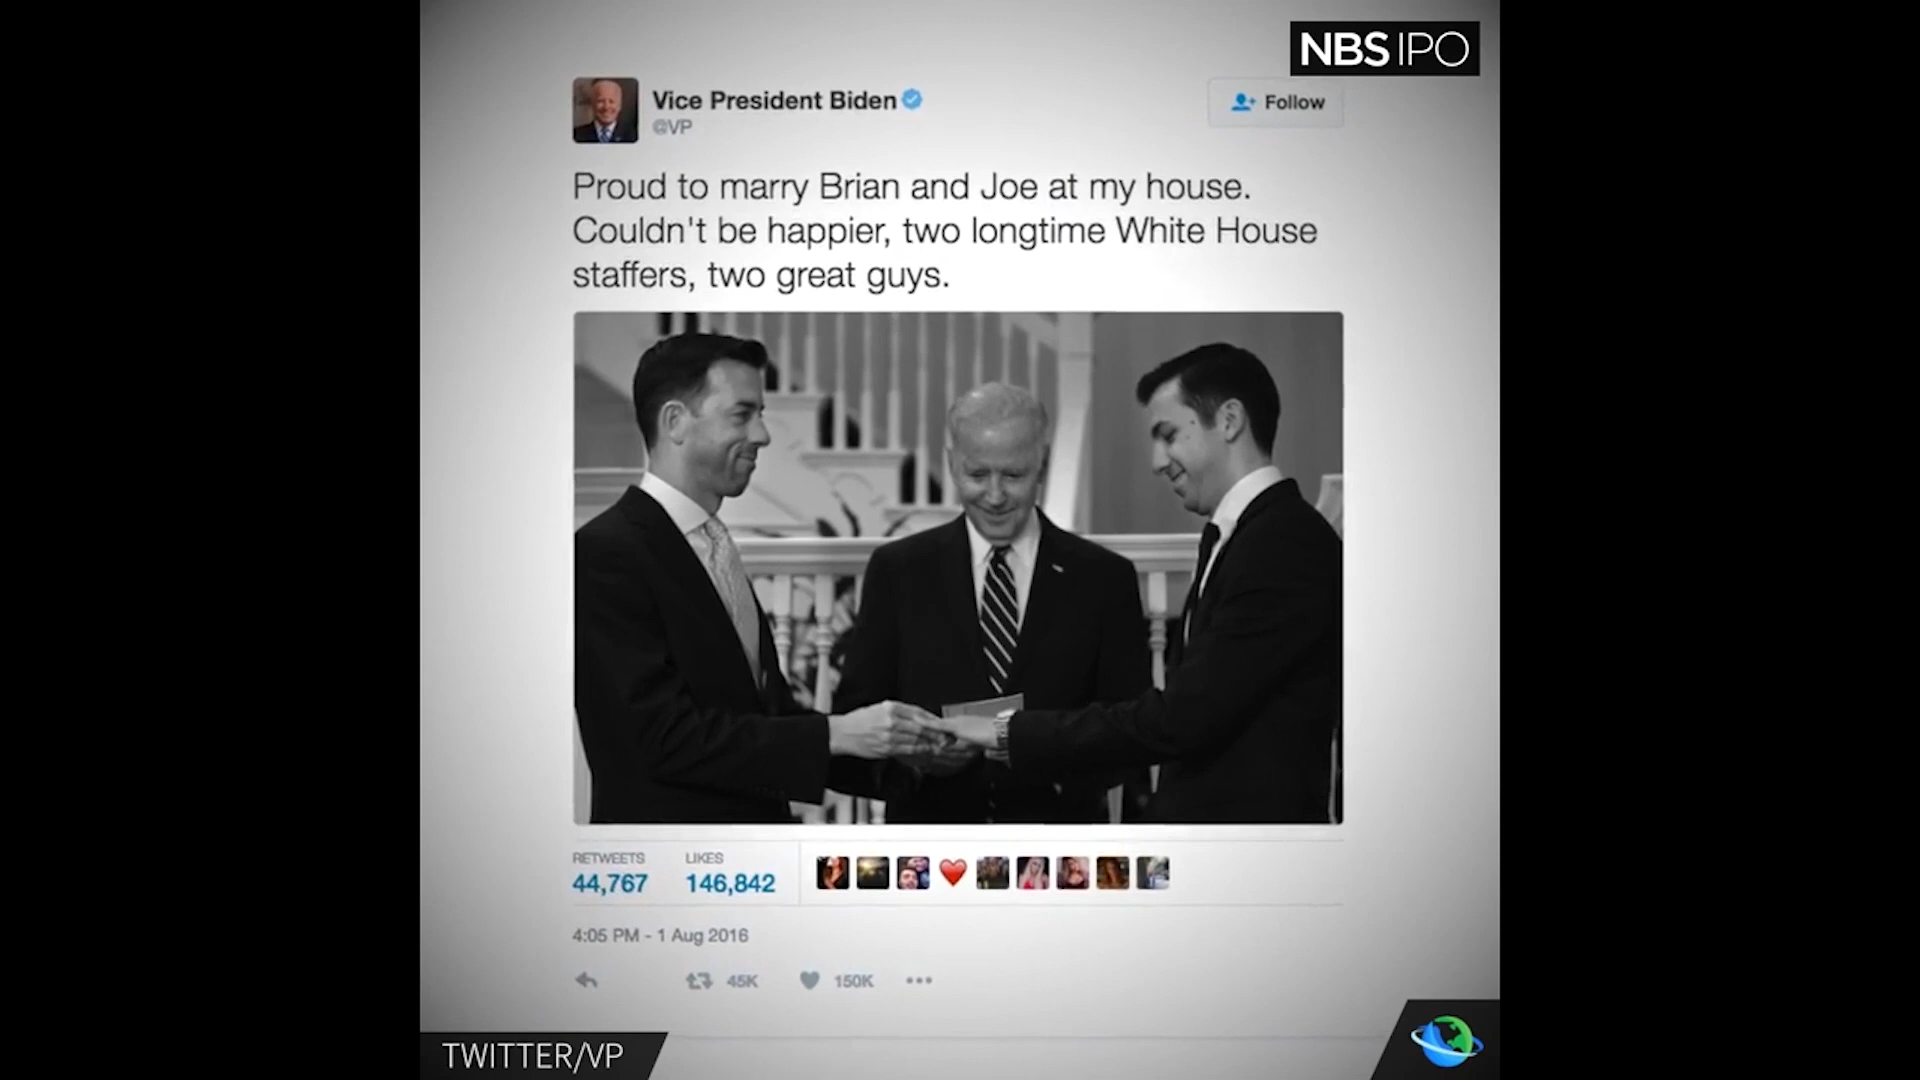 NBS IPO
Vice President Biden
@VP
Follow
Proud to marry Brian and Joe at my house.
Couldn't be happier, two longtime White House
staffers, two great guys.
RETWEETS LIKES
44,767 146,842
4:05 PM - 1 Aug 2016
45K 150K
TWITTER/VP